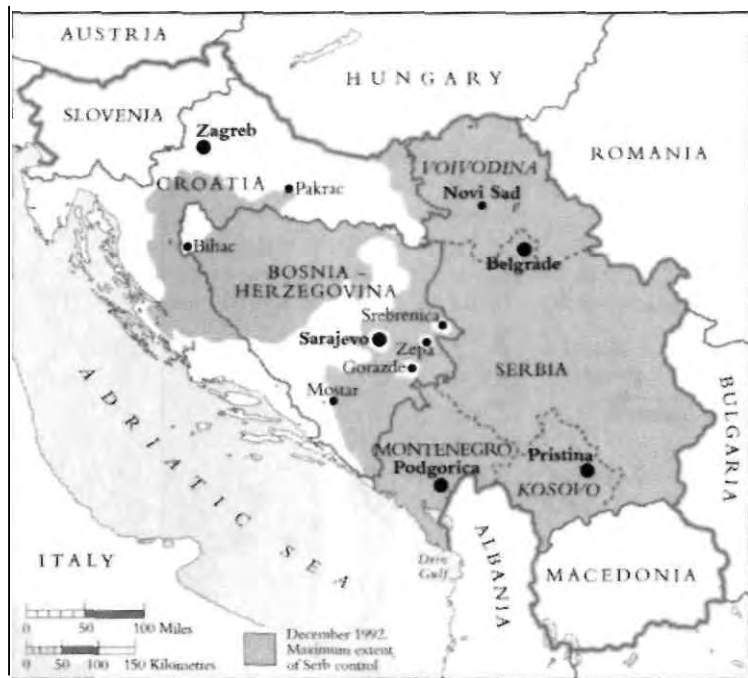 AUSTRIA
HUNGARY
SLOVENIA
Zagreb
ROMANIA
VOIVODINA
CROATIA
Pakrac
Novi Sad
Bihac
BOSNIA –
HERZEGOVINA
Belgrade
Srebrenica
Sarajevo
Zepa
Gorazde
SERBIA
Mostar
BULGARIA
ADRIATIC SEA
MONTENEGRO
Podgorica
Pristina
KOSOVO
ITALY
ALBANIA
Gulf
MACEDONIA
0 50 100 Miles
0 50 100 150 Kilometres
December 1992.
Maximum extent
of Serb control